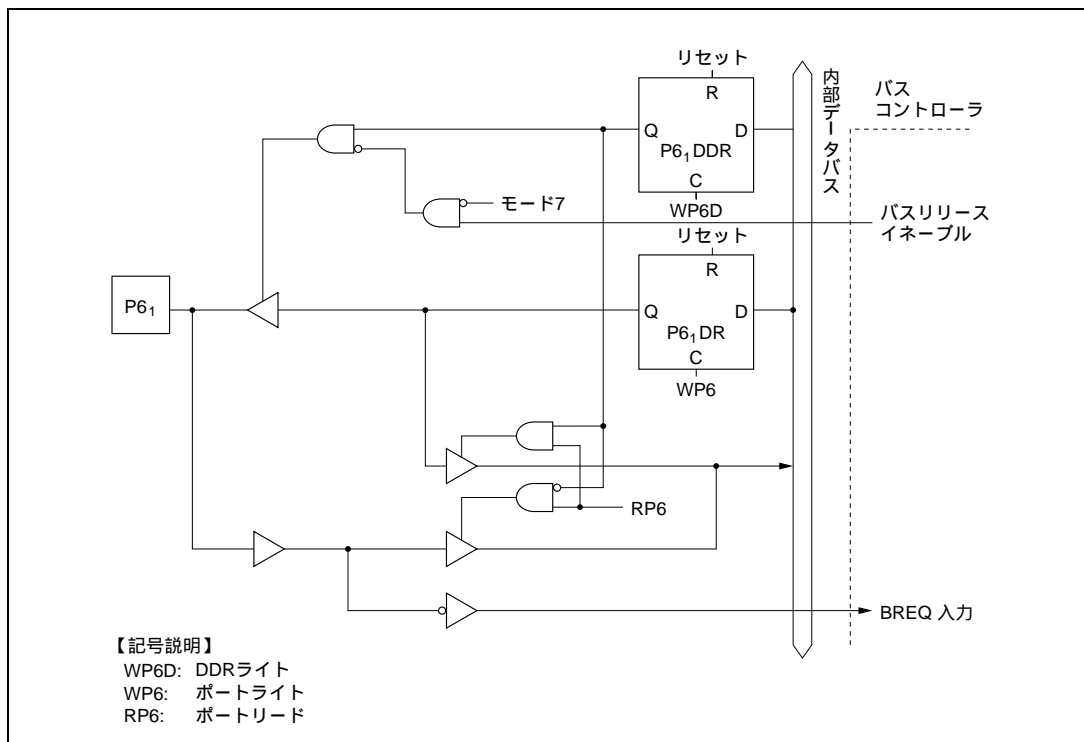 リセット
R
Q
D
P6₁DDR
C
WP6D
内部データバス
バス
コントローラ
モード7
バスリリース
イネーブル
リセット
R
P6₁
Q
D
P6₁DR
C
WP6
RP6
BREQ 入力
【記号説明】
WP6D: DDRライト
WP6: ポートライト
RP6: ポートリード